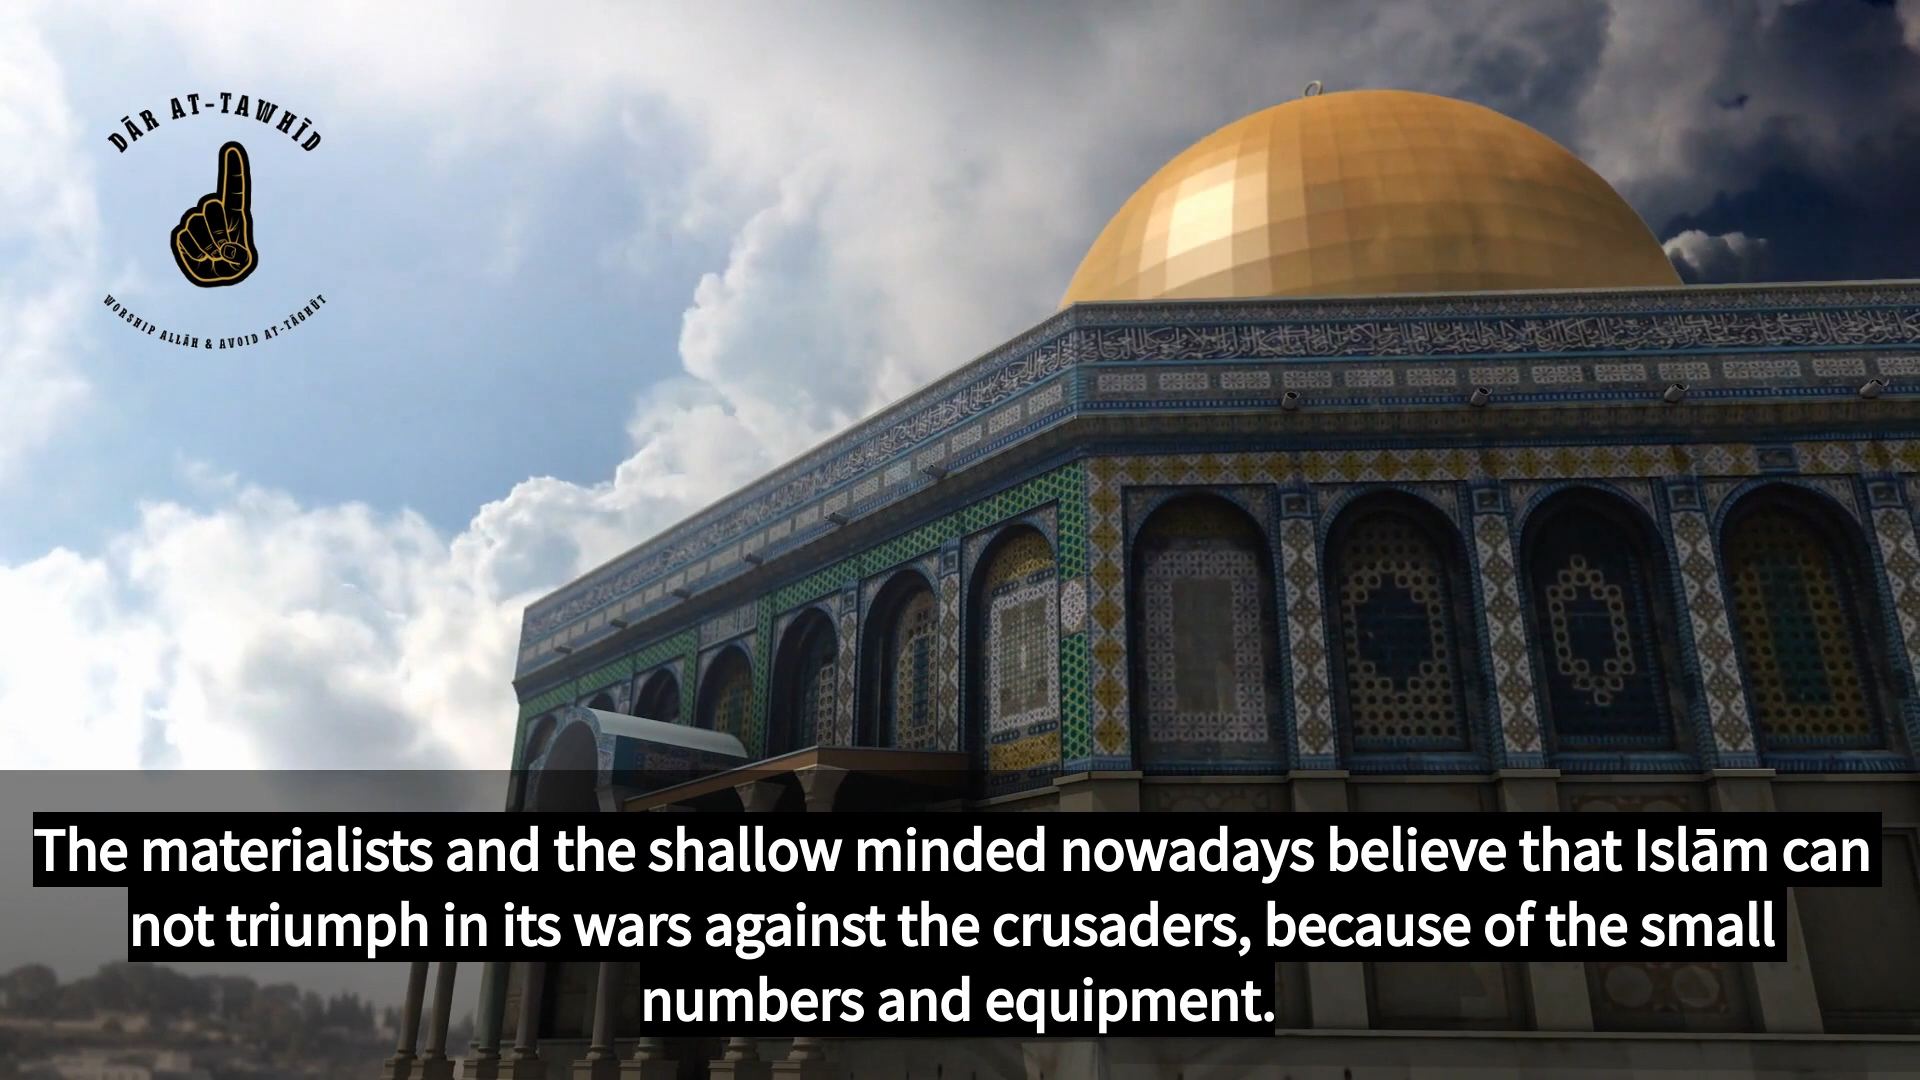 DĀR AT-TAWHĪD
WORSHIP ALLĀH & AVOID AT-TĀGHŪT
The materialists and the shallow minded nowadays believe that Islām can
not triumph in its wars against the crusaders, because of the small
numbers and equipment.